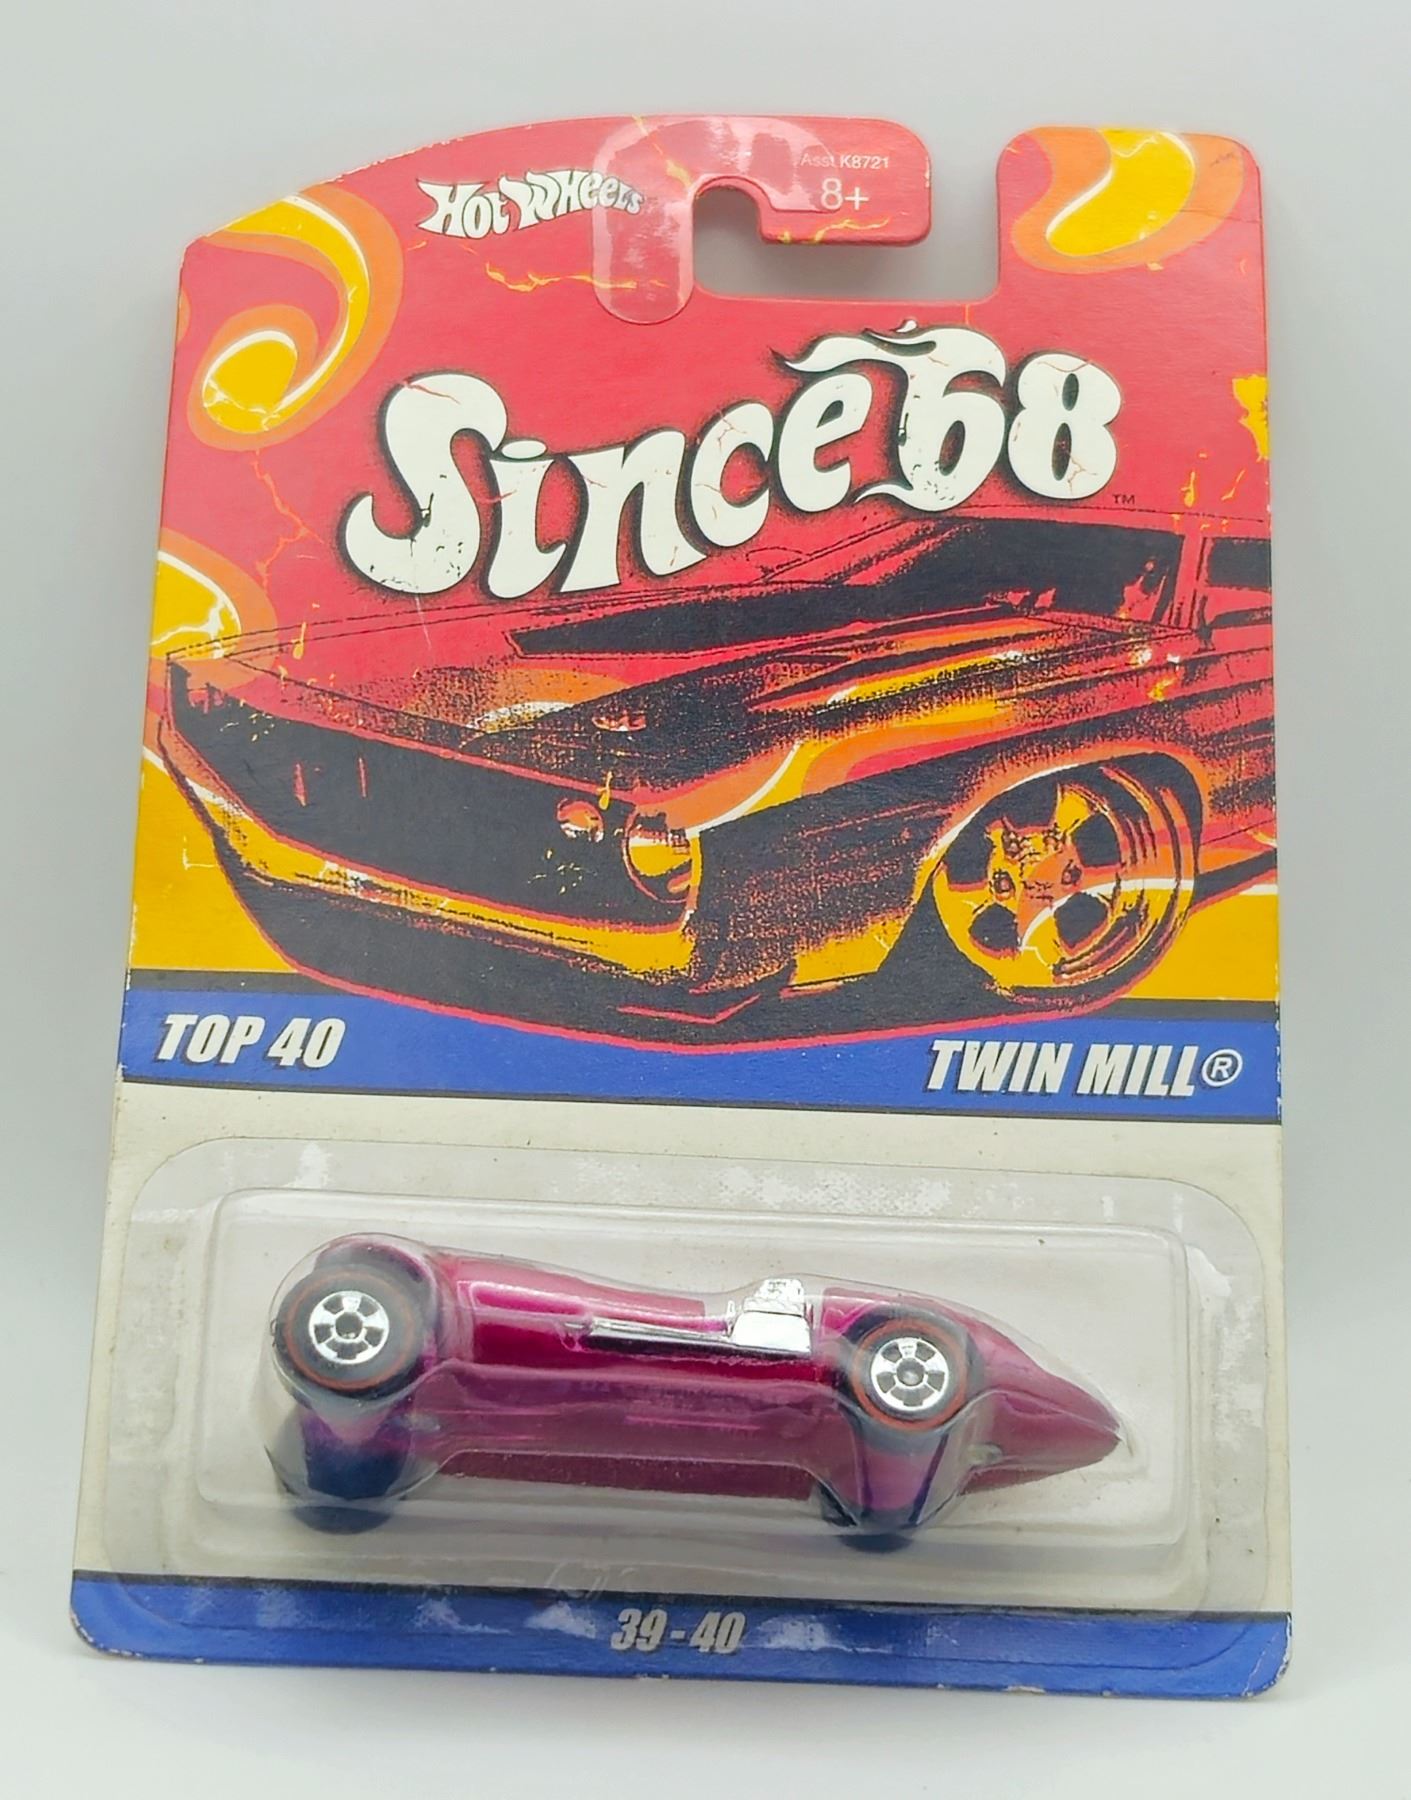 Hot Wheels
Asst K8721
8+
Since 68™
TOP 40
TWIN MILL®
39-40